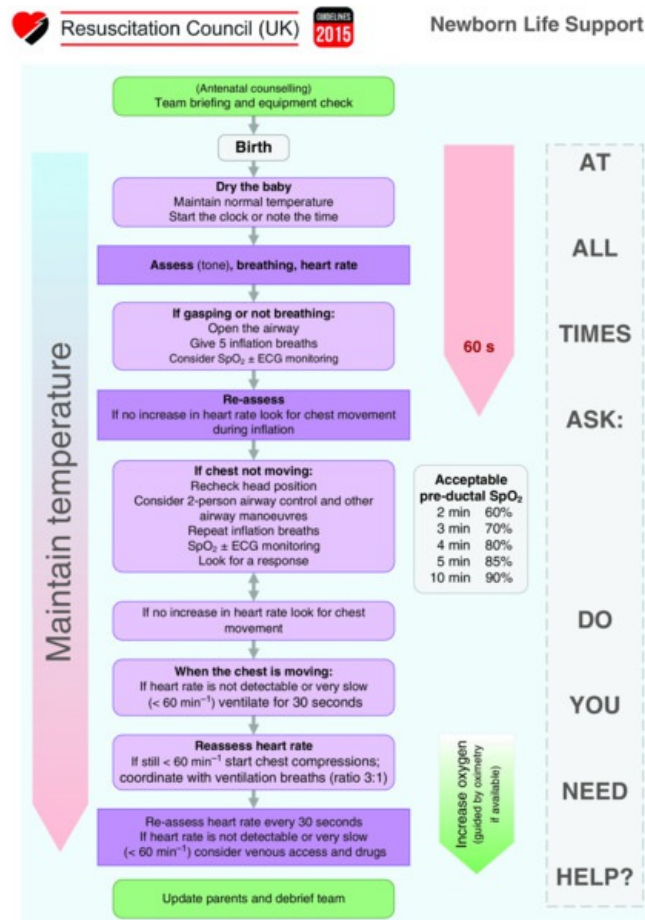 Resuscitation Council (UK)
GUIDELINES
2015
Newborn Life Support
(Antenatal counselling)
Team briefing and equipment check
Birth
Dry the baby
Maintain normal temperature
Start the clock or note the time
Assess (tone), breathing, heart rate
If gasping or not breathing:
Open the airway
Give 5 inflation breaths
Consider SpO₂ ± ECG monitoring
Re-assess
If no increase in heart rate look for chest movement
during inflation
If chest not moving:
Recheck head position
Consider 2-person airway control and other
airway manoeuvres
Repeat inflation breaths
SpO₂ ± ECG monitoring
Look for a response
If no increase in heart rate look for chest
movement
When the chest is moving:
If heart rate is not detectable or very slow
(< 60 min⁻¹) ventilate for 30 seconds
Reassess heart rate
If still < 60 min⁻¹ start chest compressions;
coordinate with ventilation breaths (ratio 3:1)
Re-assess heart rate every 30 seconds
If heart rate is not detectable or very slow
(< 60 min⁻¹) consider venous access and drugs
Update parents and debrief team
Maintain temperature
60 s
Acceptable
pre-ductal SpO₂
2 min 60%
3 min 70%
4 min 80%
5 min 85%
10 min 90%
Increase oxygen
(guided by oximetry
if available)
AT
ALL
TIMES
ASK:
DO
YOU
NEED
HELP?